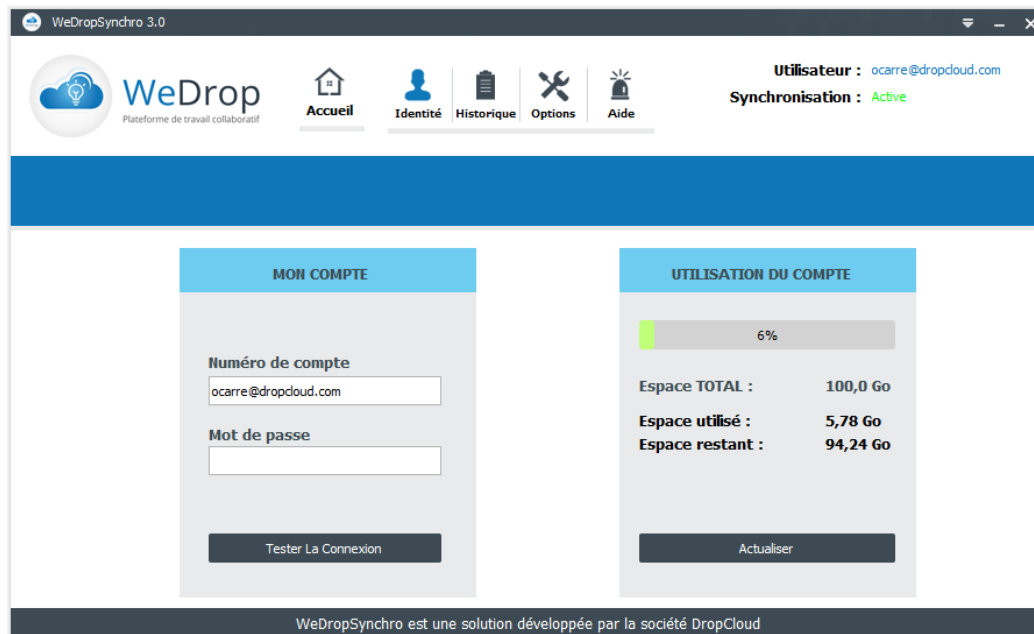 WeDropSynchro 3.0
WeDrop
Plateforme de travail collaboratif
Accueil
Identité
Historique
Options
Aide
Utilisateur : ocarre@dropcloud.com
Synchronisation : Active
MON COMPTE
Numéro de compte
ocarre@dropcloud.com
Mot de passe
Tester La Connexion
UTILISATION DU COMPTE
6%
Espace TOTAL : 100,0 Go
Espace utilisé : 5,78 Go
Espace restant : 94,24 Go
Actualiser
WeDropSynchro est une solution développée par la société DropCloud